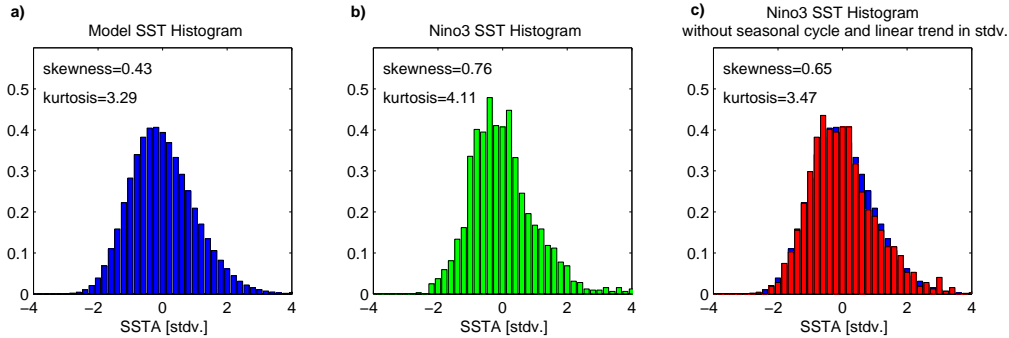 a)
Model SST Histogram
skewness=0.43
kurtosis=3.29
0.5
0.4
0.3
0.2
0.1
0
−4 −2 0 2 4
SSTA [stdv.]
b)
Nino3 SST Histogram
skewness=0.76
kurtosis=4.11
0.5
0.4
0.3
0.2
0.1
0
−4 −2 0 2 4
SSTA [stdv.]
c)
Nino3 SST Histogram
without seasonal cycle and linear trend in stdv.
skewness=0.65
kurtosis=3.47
0.5
0.4
0.3
0.2
0.1
0
−4 −2 0 2 4
SSTA [stdv.]